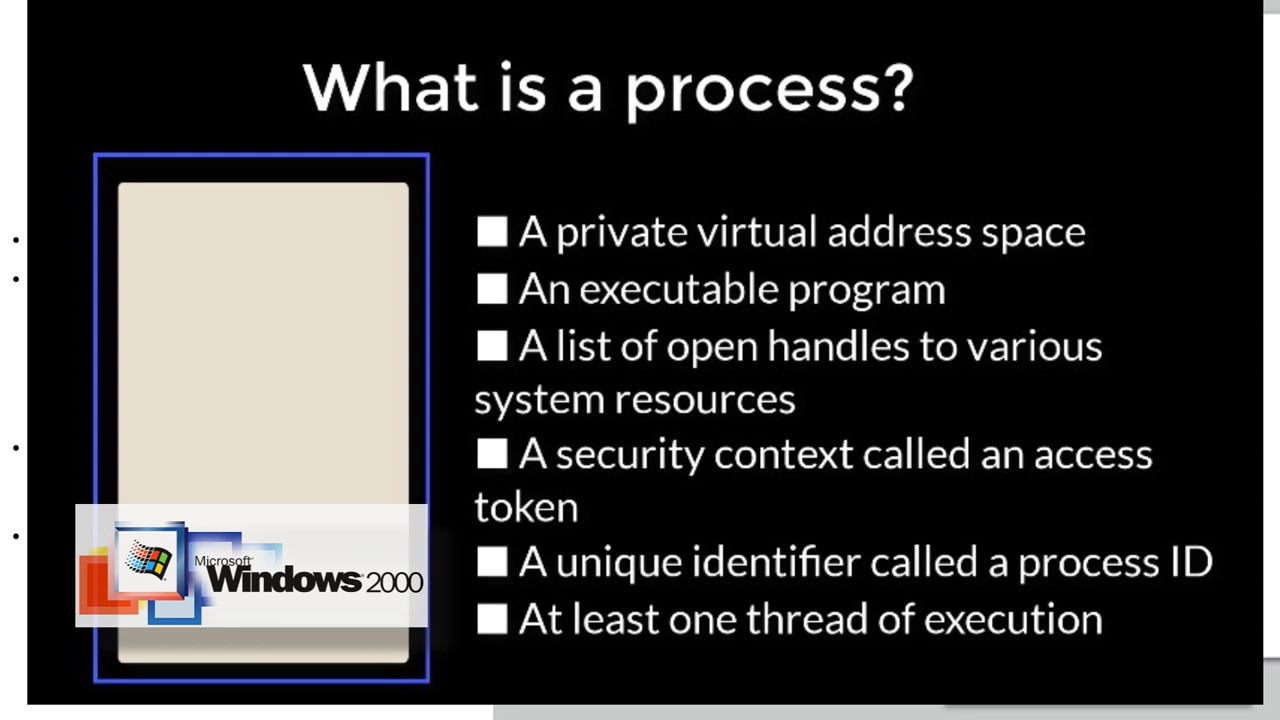 What is a process?
■ A private virtual address space
■ An executable program
■ A list of open handles to various
system resources
■ A security context called an access
token
■ A unique identifier called a process ID
■ At least one thread of execution
Microsoft
Windows 2000